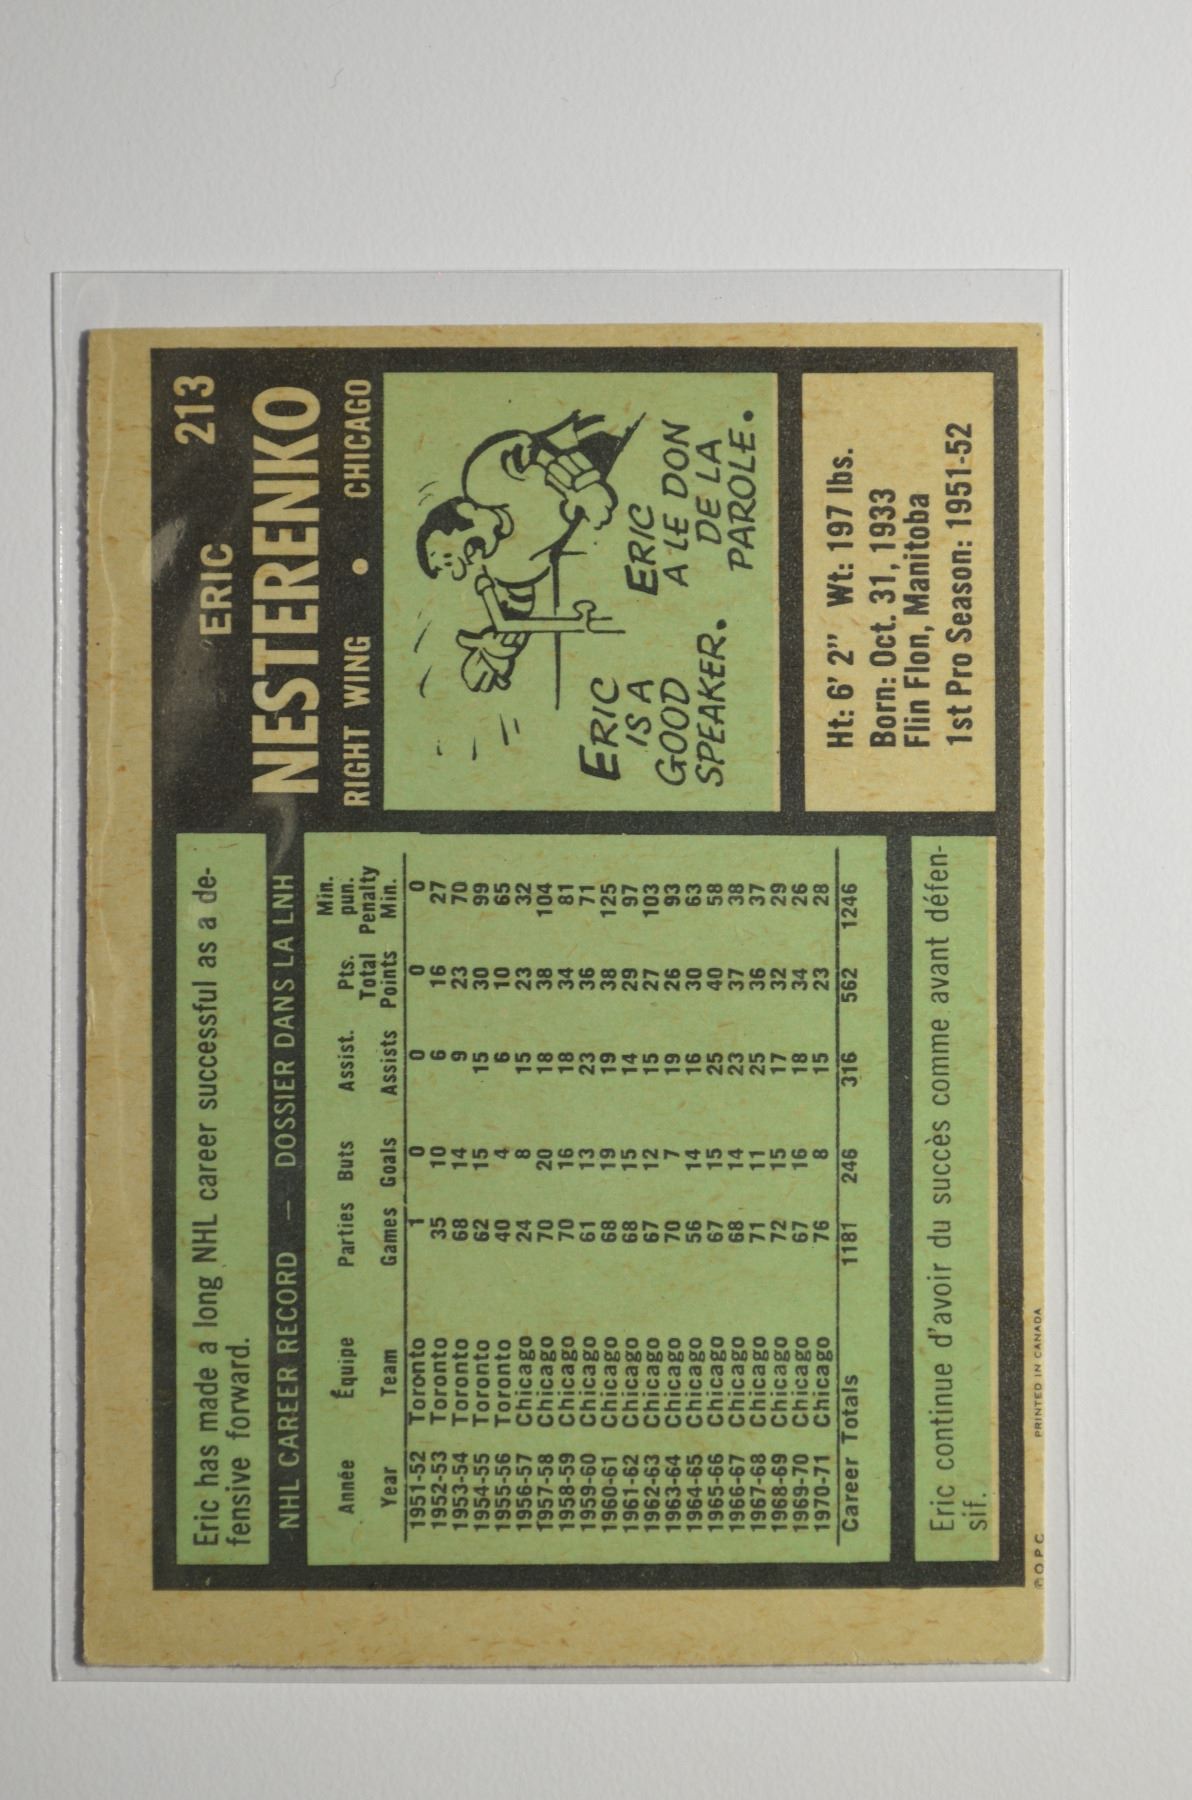 Eric has made a long NHL career successful as a de-
fensive forward.
NHL CAREER RECORD — DOSSIER DANS LA LNH
Année Équipe Parties Buts Assist. Pts. Total Min. pun.
Year Team Games Goals Assists Points Penalty Min.
1951-52 Toronto 1 0 0 0 0
1952-53 Toronto 35 10 6 16 27
1953-54 Toronto 68 14 9 23 70
1954-55 Toronto 62 15 15 30 99
1955-56 Toronto 40 4 6 10 65
1956-57 Chicago 24 8 15 23 32
1957-58 Chicago 70 20 18 38 104
1958-59 Chicago 70 16 18 34 81
1959-60 Chicago 61 13 23 36 71
1960-61 Chicago 68 19 19 38 125
1961-62 Chicago 68 15 14 29 97
1962-63 Chicago 67 12 15 27 103
1963-64 Chicago 70 7 19 26 93
1964-65 Chicago 56 14 16 30 63
1965-66 Chicago 67 15 25 40 58
1966-67 Chicago 68 14 23 37 38
1967-68 Chicago 71 11 25 36 37
1968-69 Chicago 72 15 17 32 29
1969-70 Chicago 67 16 18 34 26
1970-71 Chicago 76 8 15 23 28
Career Totals 1181 246 316 562 1246
Eric continue d'avoir du succès comme avant défen-
sif.
213
ERIC
NESTERENKO
RIGHT WING • CHICAGO
ERIC
IS A
GOOD
SPEAKER.
ERIC
A LE DON
DE LA
PAROLE.
Ht: 6' 2" Wt: 197 lbs.
Born: Oct. 31, 1933
Flin Flon, Manitoba
1st Pro Season: 1951-52
© O P C PRINTED IN CANADA